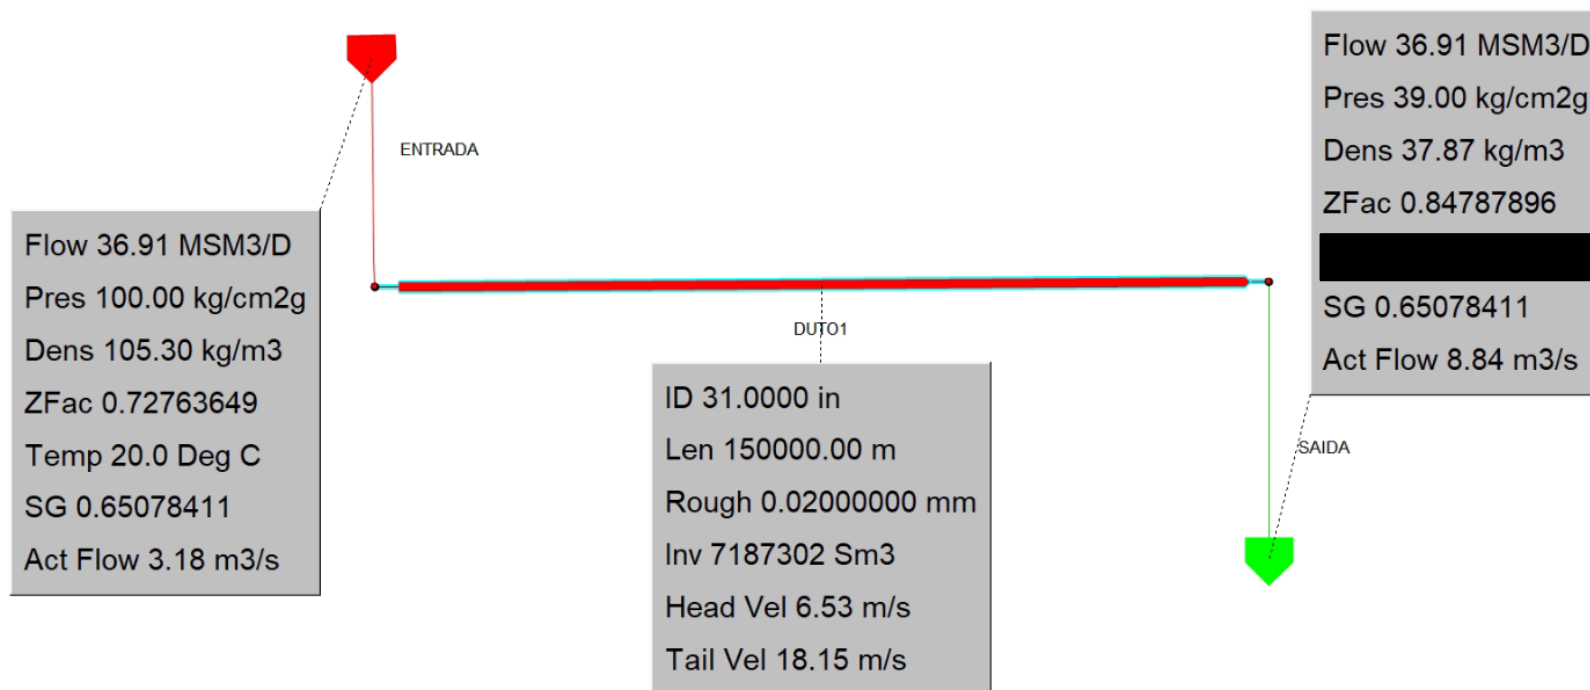 Flow 36.91 MSM3/D
Pres 100.00 kg/cm2g
Dens 105.30 kg/m3
ZFac 0.72763649
Temp 20.0 Deg C
SG 0.65078411
Act Flow 3.18 m3/s
ENTRADA
DUTO1
ID 31.0000 in
Len 150000.00 m
Rough 0.02000000 mm
Inv 7187302 Sm3
Head Vel 6.53 m/s
Tail Vel 18.15 m/s
Flow 36.91 MSM3/D
Pres 39.00 kg/cm2g
Dens 37.87 kg/m3
ZFac 0.84787896
SG 0.65078411
Act Flow 8.84 m3/s
SAIDA